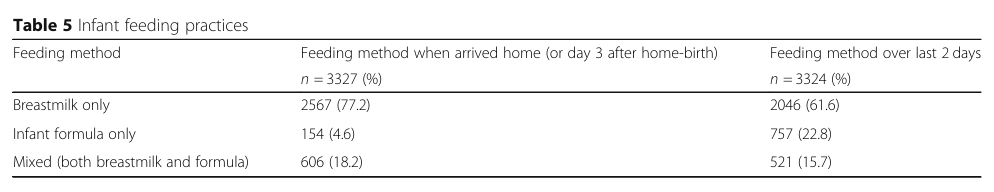 Table 5 Infant feeding practices
Feeding method Feeding method when arrived home (or day 3 after home-birth) Feeding method over last 2 days
n = 3327 (%) n = 3324 (%)
Breastmilk only 2567 (77.2) 2046 (61.6)
Infant formula only 154 (4.6) 757 (22.8)
Mixed (both breastmilk and formula) 606 (18.2) 521 (15.7)